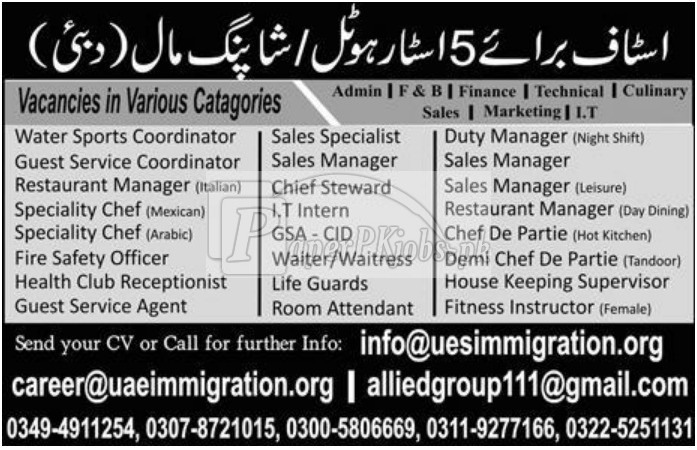 اسٹاف برائے 5 اسٹار ہوٹل/شاپنگ مال (دبئی)
Vacancies in Various Catagories
Admin | F & B | Finance | Technical | Culinary
Sales | Marketing | I.T
Water Sports Coordinator
Guest Service Coordinator
Restaurant Manager (Italian)
Speciality Chef (Mexican)
Speciality Chef (Arabic)
Fire Safety Officer
Health Club Receptionist
Guest Service Agent
Sales Specialist
Sales Manager
Chief Steward
I.T Intern
GSA - CID
Waiter/Waitress
Life Guards
Room Attendant
Duty Manager (Night Shift)
Sales Manager
Sales Manager (Leisure)
Restaurant Manager (Day Dining)
Chef De Partie (Hot Kitchen)
Demi Chef De Partie (Tandoor)
House Keeping Supervisor
Fitness Instructor (Female)
PaperPKjobs.pk
Send your CV or Call for further Info: info@uesimmigration.org
career@uaeimmigration.org | alliedgroup111@gmail.com
0349-4911254, 0307-8721015, 0300-5806669, 0311-9277166, 0322-5251131